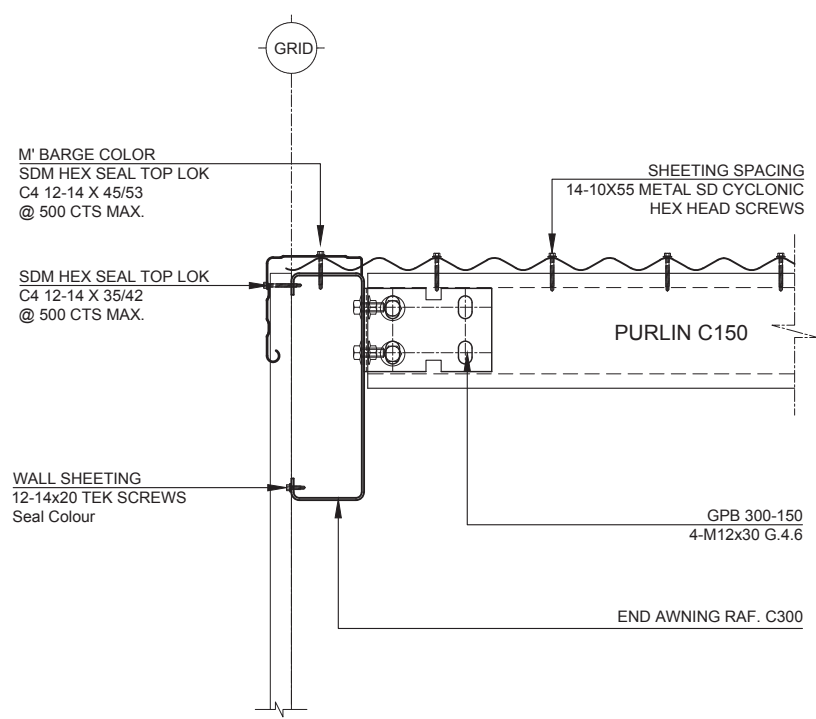 GRID
M' BARGE COLOR
SDM HEX SEAL TOP LOK
C4 12-14 X 45/53
@ 500 CTS MAX.
SHEETING SPACING
14-10X55 METAL SD CYCLONIC
HEX HEAD SCREWS
SDM HEX SEAL TOP LOK
C4 12-14 X 35/42
@ 500 CTS MAX.
PURLIN C150
WALL SHEETING
12-14x20 TEK SCREWS
Seal Colour
GPB 300-150
4-M12x30 G.4.6
END AWNING RAF. C300